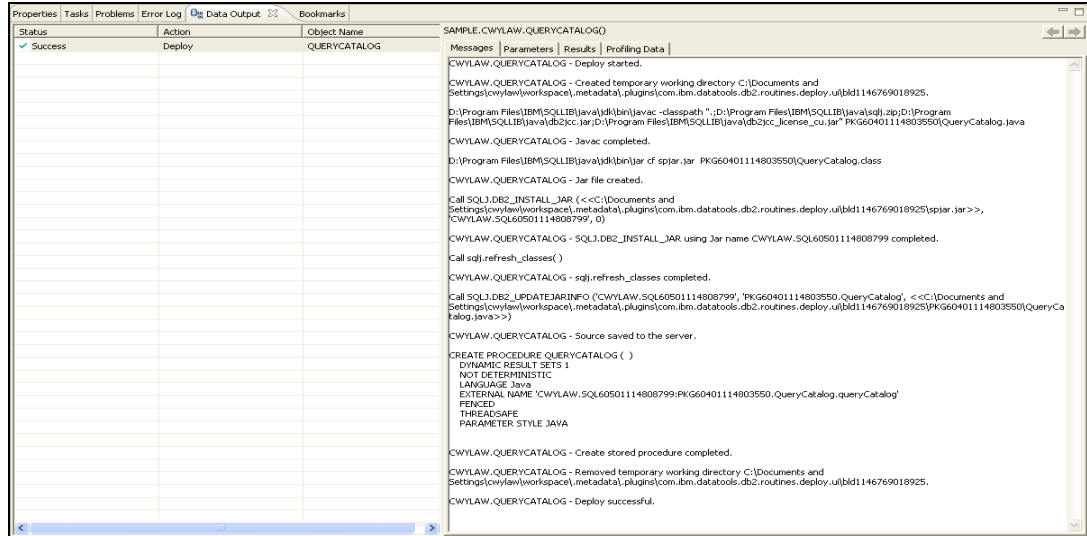 Properties Tasks Problems Error Log Data Output Bookmarks
Status Action Object Name
Success Deploy QUERYCATALOG
SAMPLE.CWYLAW.QUERYCATALOG()
Messages Parameters Results Profiling Data
CWYLAW.QUERYCATALOG - Deploy started.
CWYLAW.QUERYCATALOG - Created temporary working directory C:\Documents and
Settings\cwylaw\workspace\.metadata\.plugins\com.ibm.datatools.db2.routines.deploy.ui\bld1146769018925.
D:\Program Files\IBM\SQLLIB\java\jdk\bin\javac -classpath ".;D:\Program Files\IBM\SQLLIB\java\sqlj.zip;D:\Program
Files\IBM\SQLLIB\java\db2jcc.jar;D:\Program Files\IBM\SQLLIB\java\db2jcc_license_cu.jar" PKG60401114803550\QueryCatalog.java
CWYLAW.QUERYCATALOG - Javac completed.
D:\Program Files\IBM\SQLLIB\java\jdk\bin\jar cf spjar.jar PKG60401114803550\QueryCatalog.class
CWYLAW.QUERYCATALOG - Jar file created.
Call SQLJ.DB2_INSTALL_JAR (<<C:\Documents and
Settings\cwylaw\workspace\.metadata\.plugins\com.ibm.datatools.db2.routines.deploy.ui\bld1146769018925\spjar.jar>>,
'CWYLAW.SQL60501114808799', 0)
CWYLAW.QUERYCATALOG - SQLJ.DB2_INSTALL_JAR using Jar name CWYLAW.SQL60501114808799 completed.
Call sqlj.refresh_classes( )
CWYLAW.QUERYCATALOG - sqlj.refresh_classes completed.
Call SQLJ.DB2_UPDATEJARINFO ('CWYLAW.SQL60501114808799', 'PKG60401114803550.QueryCatalog', <<C:\Documents and
Settings\cwylaw\workspace\.metadata\.plugins\com.ibm.datatools.db2.routines.deploy.ui\bld1146769018925\PKG60401114803550\QueryCa
talog.java>>)
CWYLAW.QUERYCATALOG - Source saved to the server.
CREATE PROCEDURE QUERYCATALOG ( )
DYNAMIC RESULT SETS 1
NOT DETERMINISTIC
LANGUAGE Java
EXTERNAL NAME 'CWYLAW.SQL60501114808799:PKG60401114803550.QueryCatalog.queryCatalog'
FENCED
THREADSAFE
PARAMETER STYLE JAVA
CWYLAW.QUERYCATALOG - Create stored procedure completed.
CWYLAW.QUERYCATALOG - Removed temporary working directory C:\Documents and
Settings\cwylaw\workspace\.metadata\.plugins\com.ibm.datatools.db2.routines.deploy.ui\bld1146769018925.
CWYLAW.QUERYCATALOG - Deploy successful.